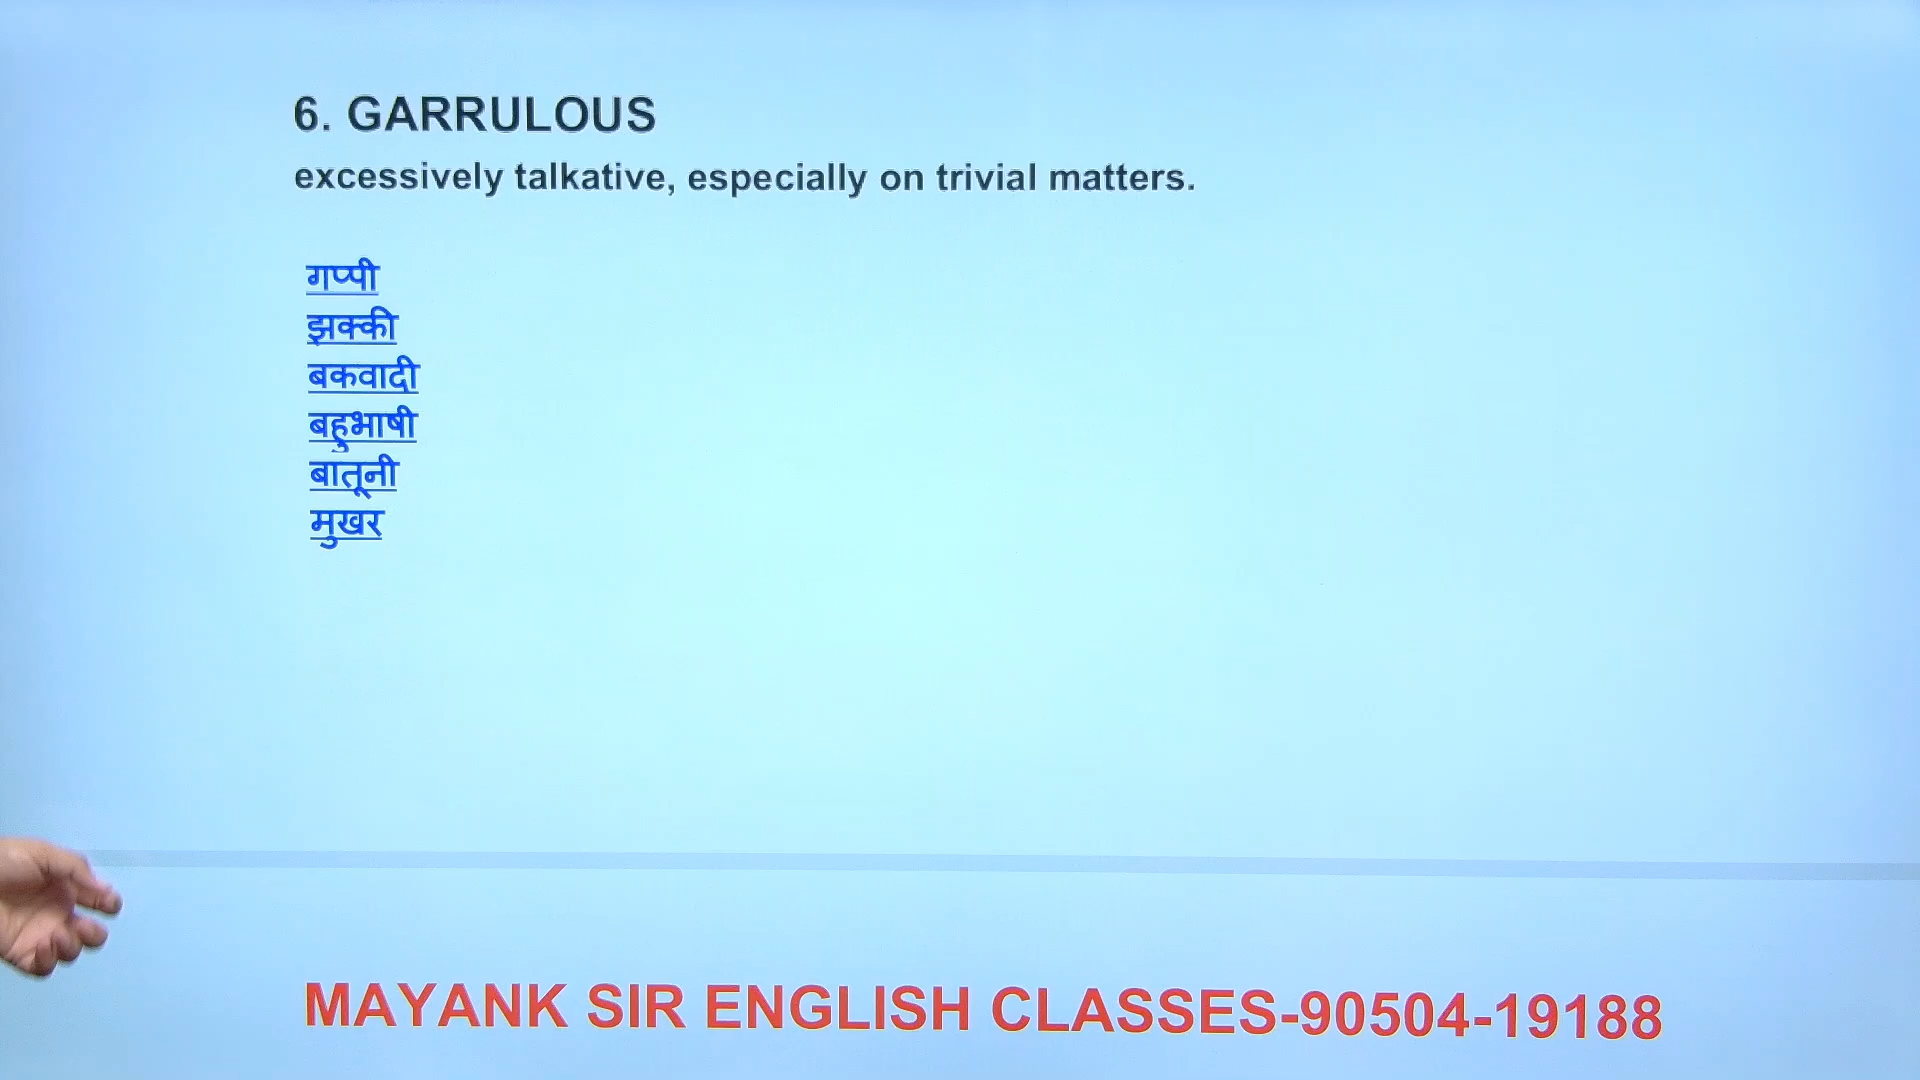 6. GARRULOUS
excessively talkative, especially on trivial matters.
गप्पी
झक्की
बकवादी
बहुभाषी
बातूनी
मुखर
MAYANK SIR ENGLISH CLASSES-90504-19188